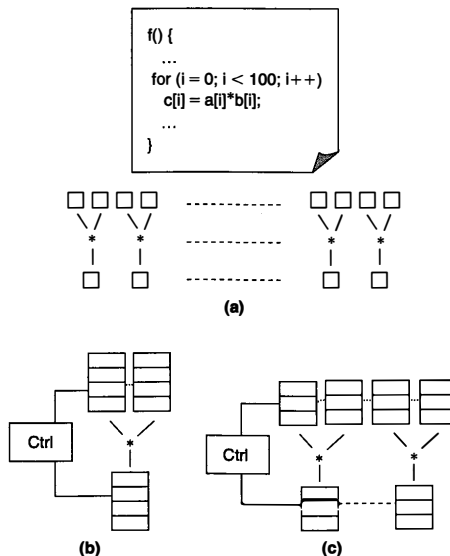 f() {
...
for (i = 0; i < 100; i++)
c[i] = a[i]*b[i];
...
}
* * * *
(a)
Ctrl
*
(b)
Ctrl
* *
(c)